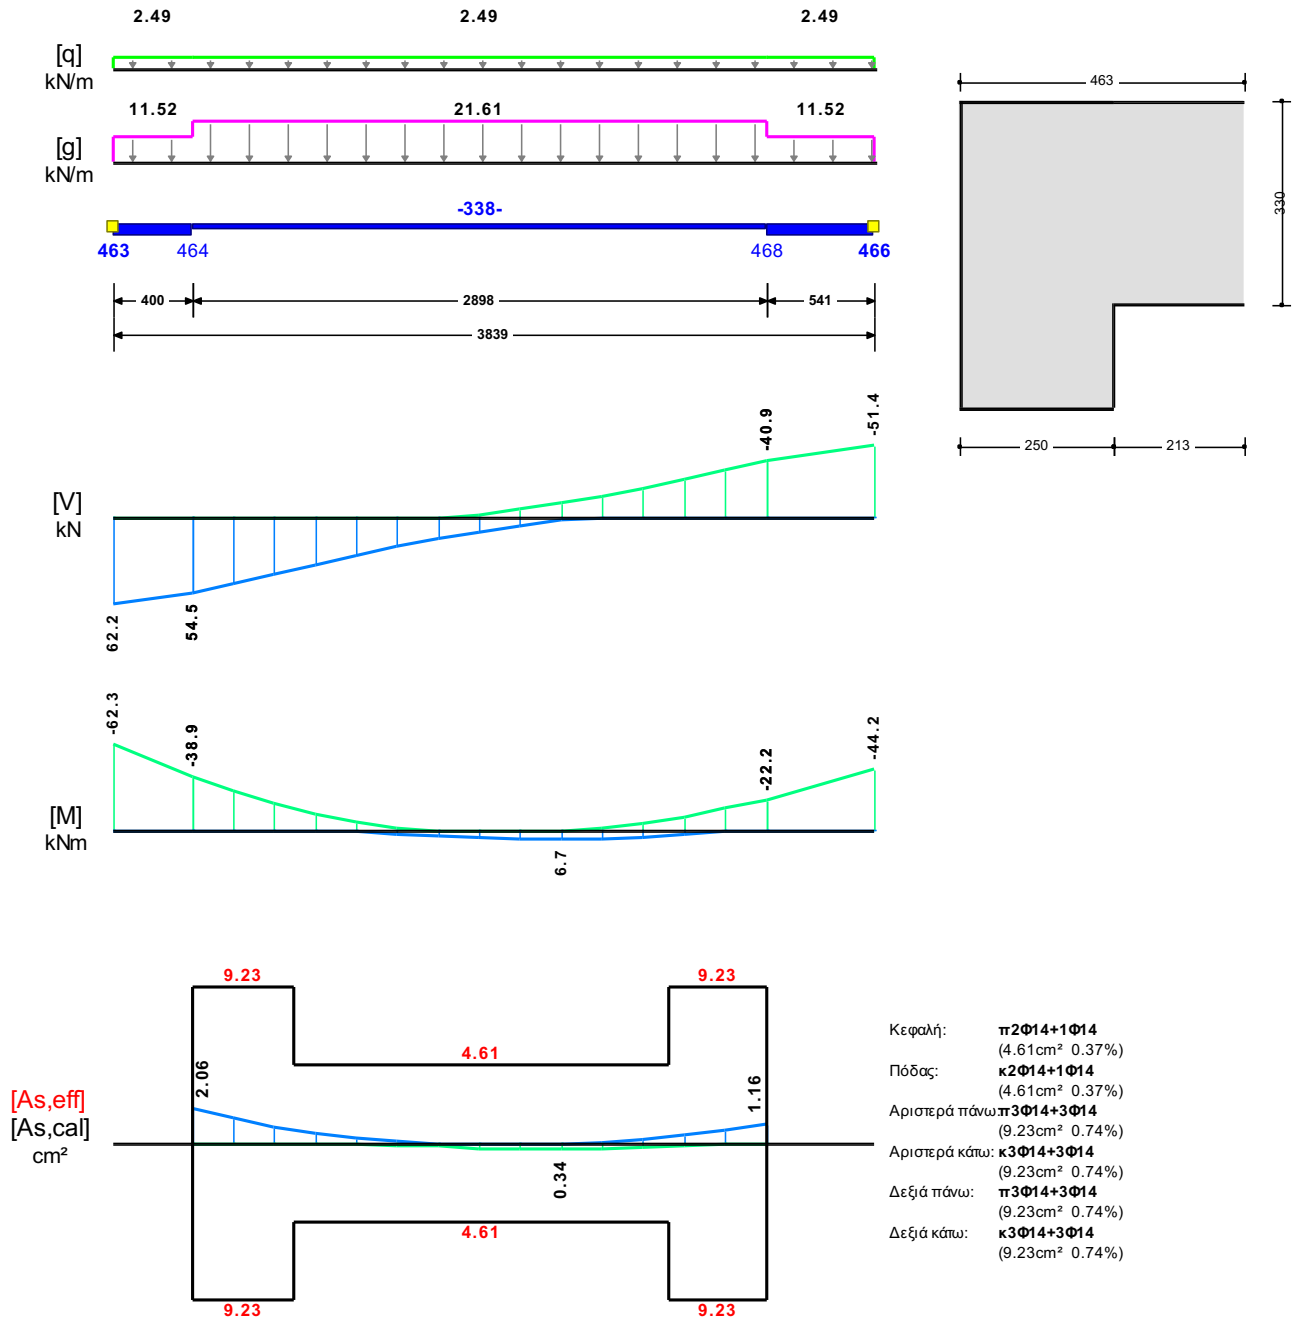 2.49 2.49 2.49
[q]
kN/m
11.52 21.61 11.52
[g]
kN/m
-338-
463 464 468 466
400 2898 541
3839
463
330
250 213
[V]
kN
62.2
54.5
-40.9
-51.4
[M]
kNm
-62.3
-38.9
6.7
-22.2
-44.2
9.23 9.23
4.61
[As,eff]
[As,cal]
cm²
2.06
0.34
1.16
4.61
9.23 9.23
Κεφαλή: π2Φ14+1Φ14
(4.61cm² 0.37%)
Πόδας: κ2Φ14+1Φ14
(4.61cm² 0.37%)
Αριστερά πάνω: π3Φ14+3Φ14
(9.23cm² 0.74%)
Αριστερά κάτω: κ3Φ14+3Φ14
(9.23cm² 0.74%)
Δεξιά πάνω: π3Φ14+3Φ14
(9.23cm² 0.74%)
Δεξιά κάτω: κ3Φ14+3Φ14
(9.23cm² 0.74%)